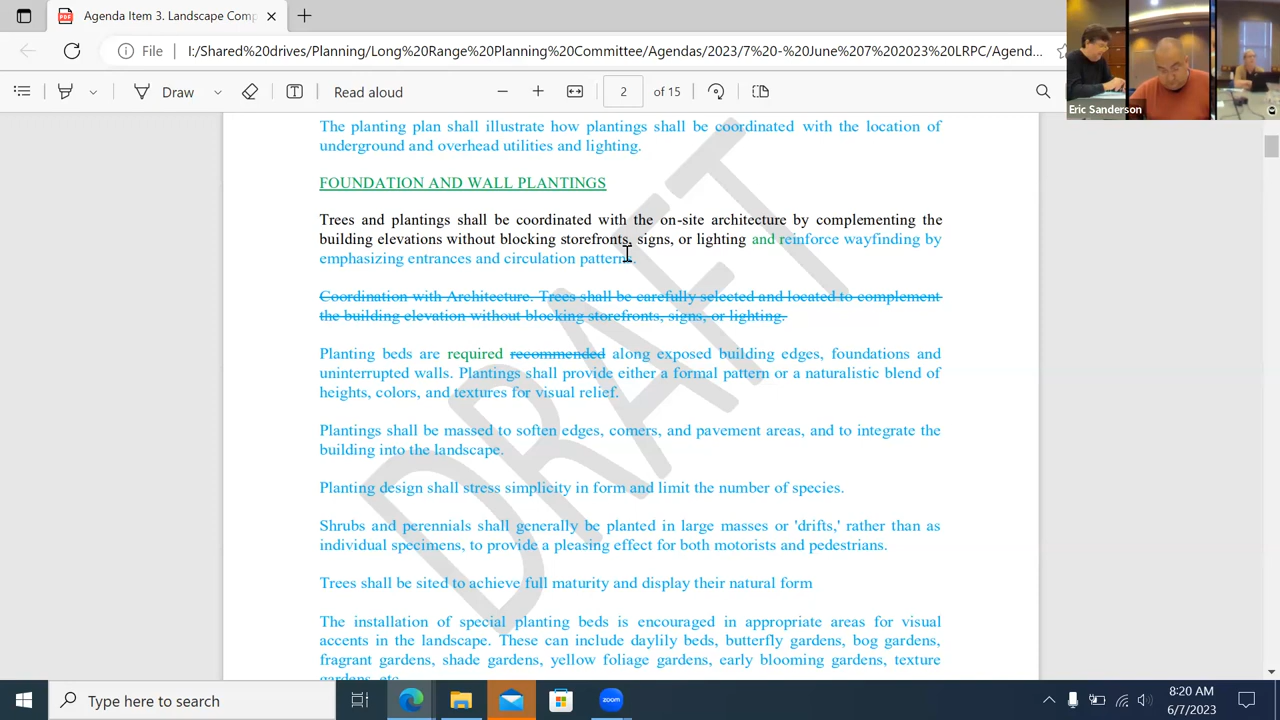 Agenda Item 3. Landscape Com
File
I:/Shared%20drives/Planning/Long%20Range%20Planning%20Committee/Agendas/2023/7%20-%20June%207%202023%20LRPC/Agend...
Draw
Read aloud
2
of 15
Eric Sanderson
The planting plan shall illustrate how plantings shall be coordinated with the location of
underground and overhead utilities and lighting.
FOUNDATION AND WALL PLANTINGS
Trees and plantings shall be coordinated with the on-site architecture by complementing the
building elevations without blocking storefronts, signs, or lighting and reinforce wayfinding by
emphasizing entrances and circulation patterns.
Coordination with Architecture. Trees shall be carefully selected and located to complement
the building elevation without blocking storefronts, signs, or lighting.
Planting beds are required recommended along exposed building edges, foundations and
uninterrupted walls. Plantings shall provide either a formal pattern or a naturalistic blend of
heights, colors, and textures for visual relief.
Plantings shall be massed to soften edges, corners, and pavement areas, and to integrate the
building into the landscape.
Planting design shall stress simplicity in form and limit the number of species.
Shrubs and perennials shall generally be planted in large masses or 'drifts,' rather than as
individual specimens, to provide a pleasing effect for both motorists and pedestrians.
Trees shall be sited to achieve full maturity and display their natural form
The installation of special planting beds is encouraged in appropriate areas for visual
accents in the landscape. These can include daylily beds, butterfly gardens, bog gardens,
fragrant gardens, shade gardens, yellow foliage gardens, early blooming gardens, texture
gardens, etc.
DRAFT
Type here to search
zoom
8:20 AM
6/7/2023